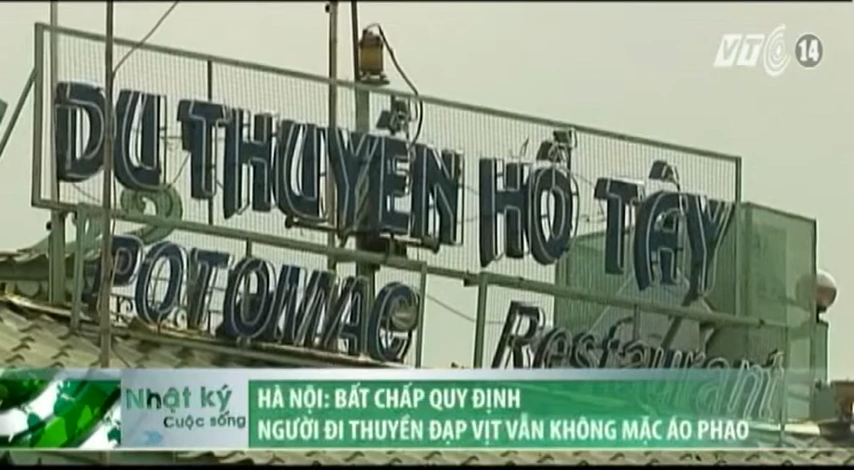 VTC 14
DU THUYỀN HỒ TÂY
POTOMAC Restaurant
Nhật ký
Cuộc sống
HÀ NỘI: BẤT CHẤP QUY ĐỊNH
NGƯỜI ĐI THUYỀN ĐẠP VỊT VẪN KHÔNG MẶC ÁO PHAO